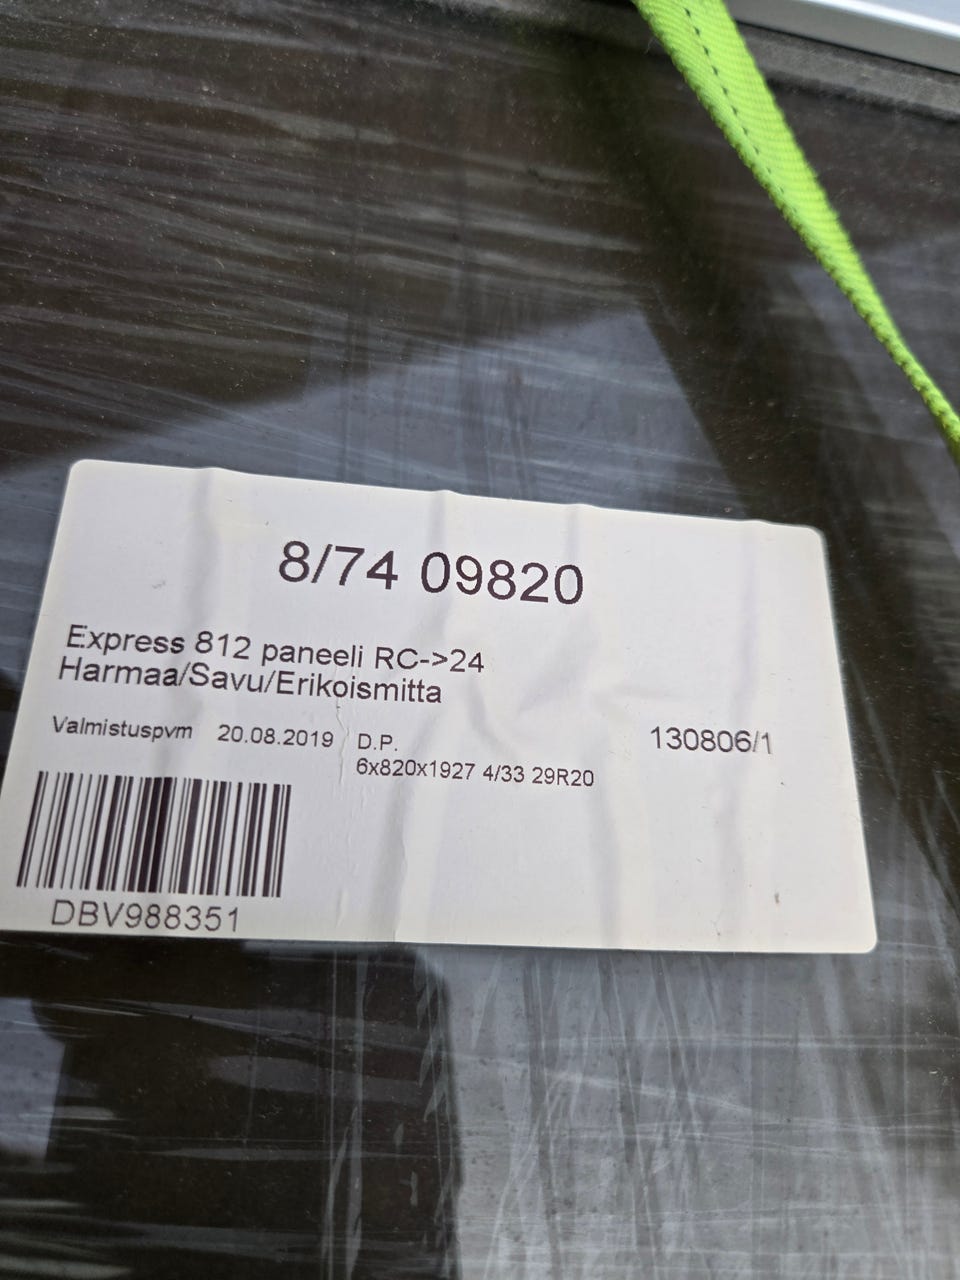 8/74 09820
Express 812 paneeli RC->24
Harmaa/Savu/Erikoismitta
Valmistuspvm 20.08.2019 D.P. 130806/1
6x820x1927 4/33 29R20
DBV988351